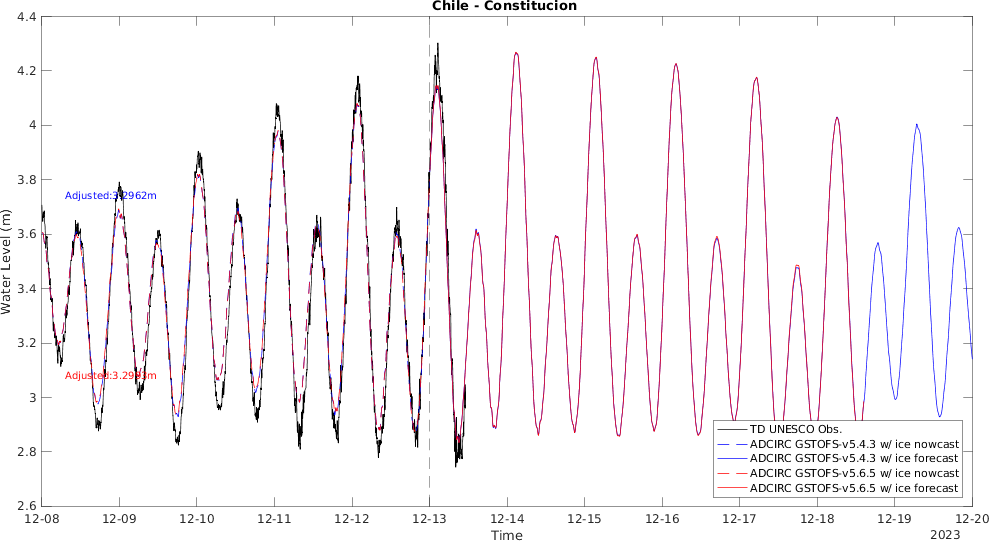 Chile - Constitucion
4.4
4.2
4
3.8
3.6
3.4
3.2
3
2.8
2.6
Water Level (m)
Adjusted:3.2962m
TD UNESCO Obs.
ADCIRC GSTOFS-v5.4.3 w/ ice nowcast
ADCIRC GSTOFS-v5.4.3 w/ ice forecast
ADCIRC GSTOFS-v5.6.5 w/ ice nowcast
ADCIRC GSTOFS-v5.6.5 w/ ice forecast
12-08 12-09 12-10 12-11 12-12 12-13 12-14 12-15 12-16 12-17 12-18 12-19 12-20
Time
2023